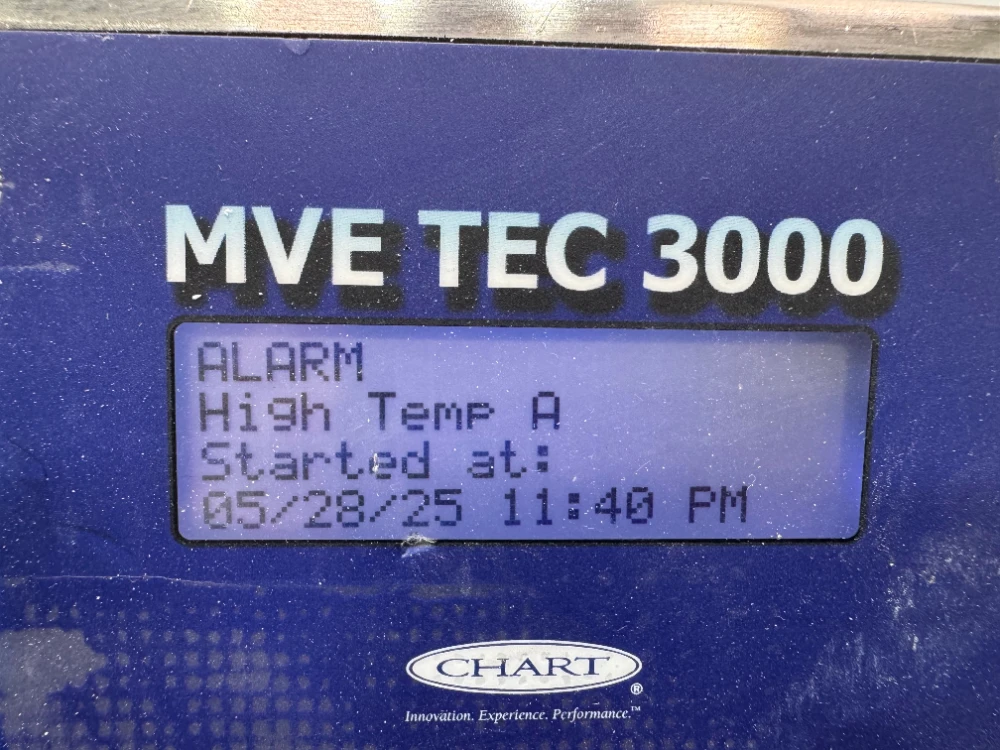 MVE TEC 3000
ALARM
High Temp A
Started at:
05/28/25 11:40 PM
CHART
®
Innovation. Experience. Performance.™